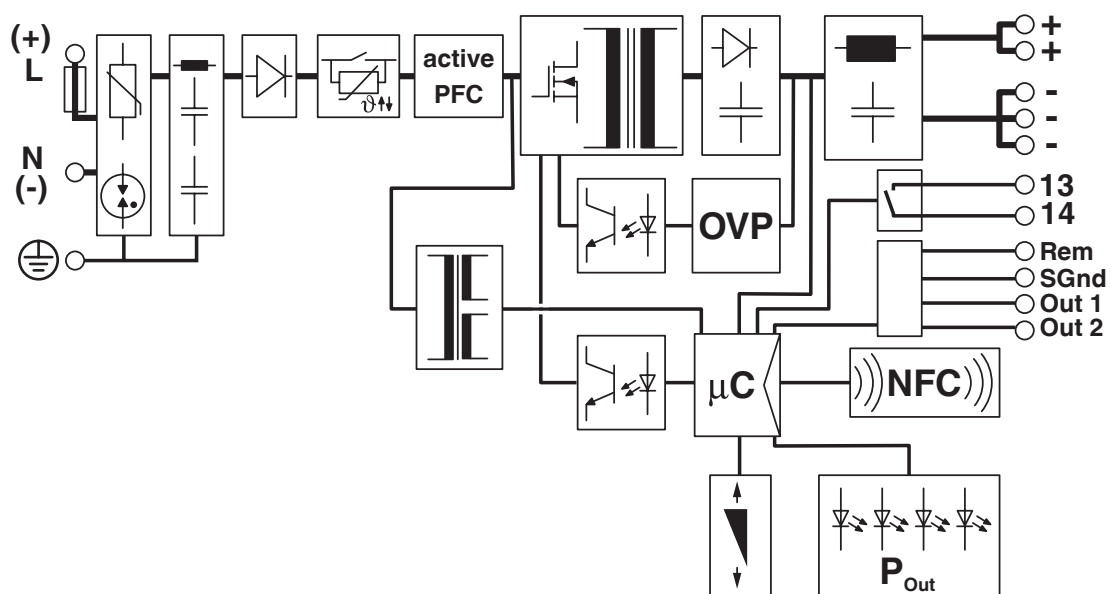 (+)
L
N
(-)
ϑ
active
PFC
+
+
-
-
-
13
14
OVP
Rem
SGnd
Out 1
Out 2
µC
NFC
P Out